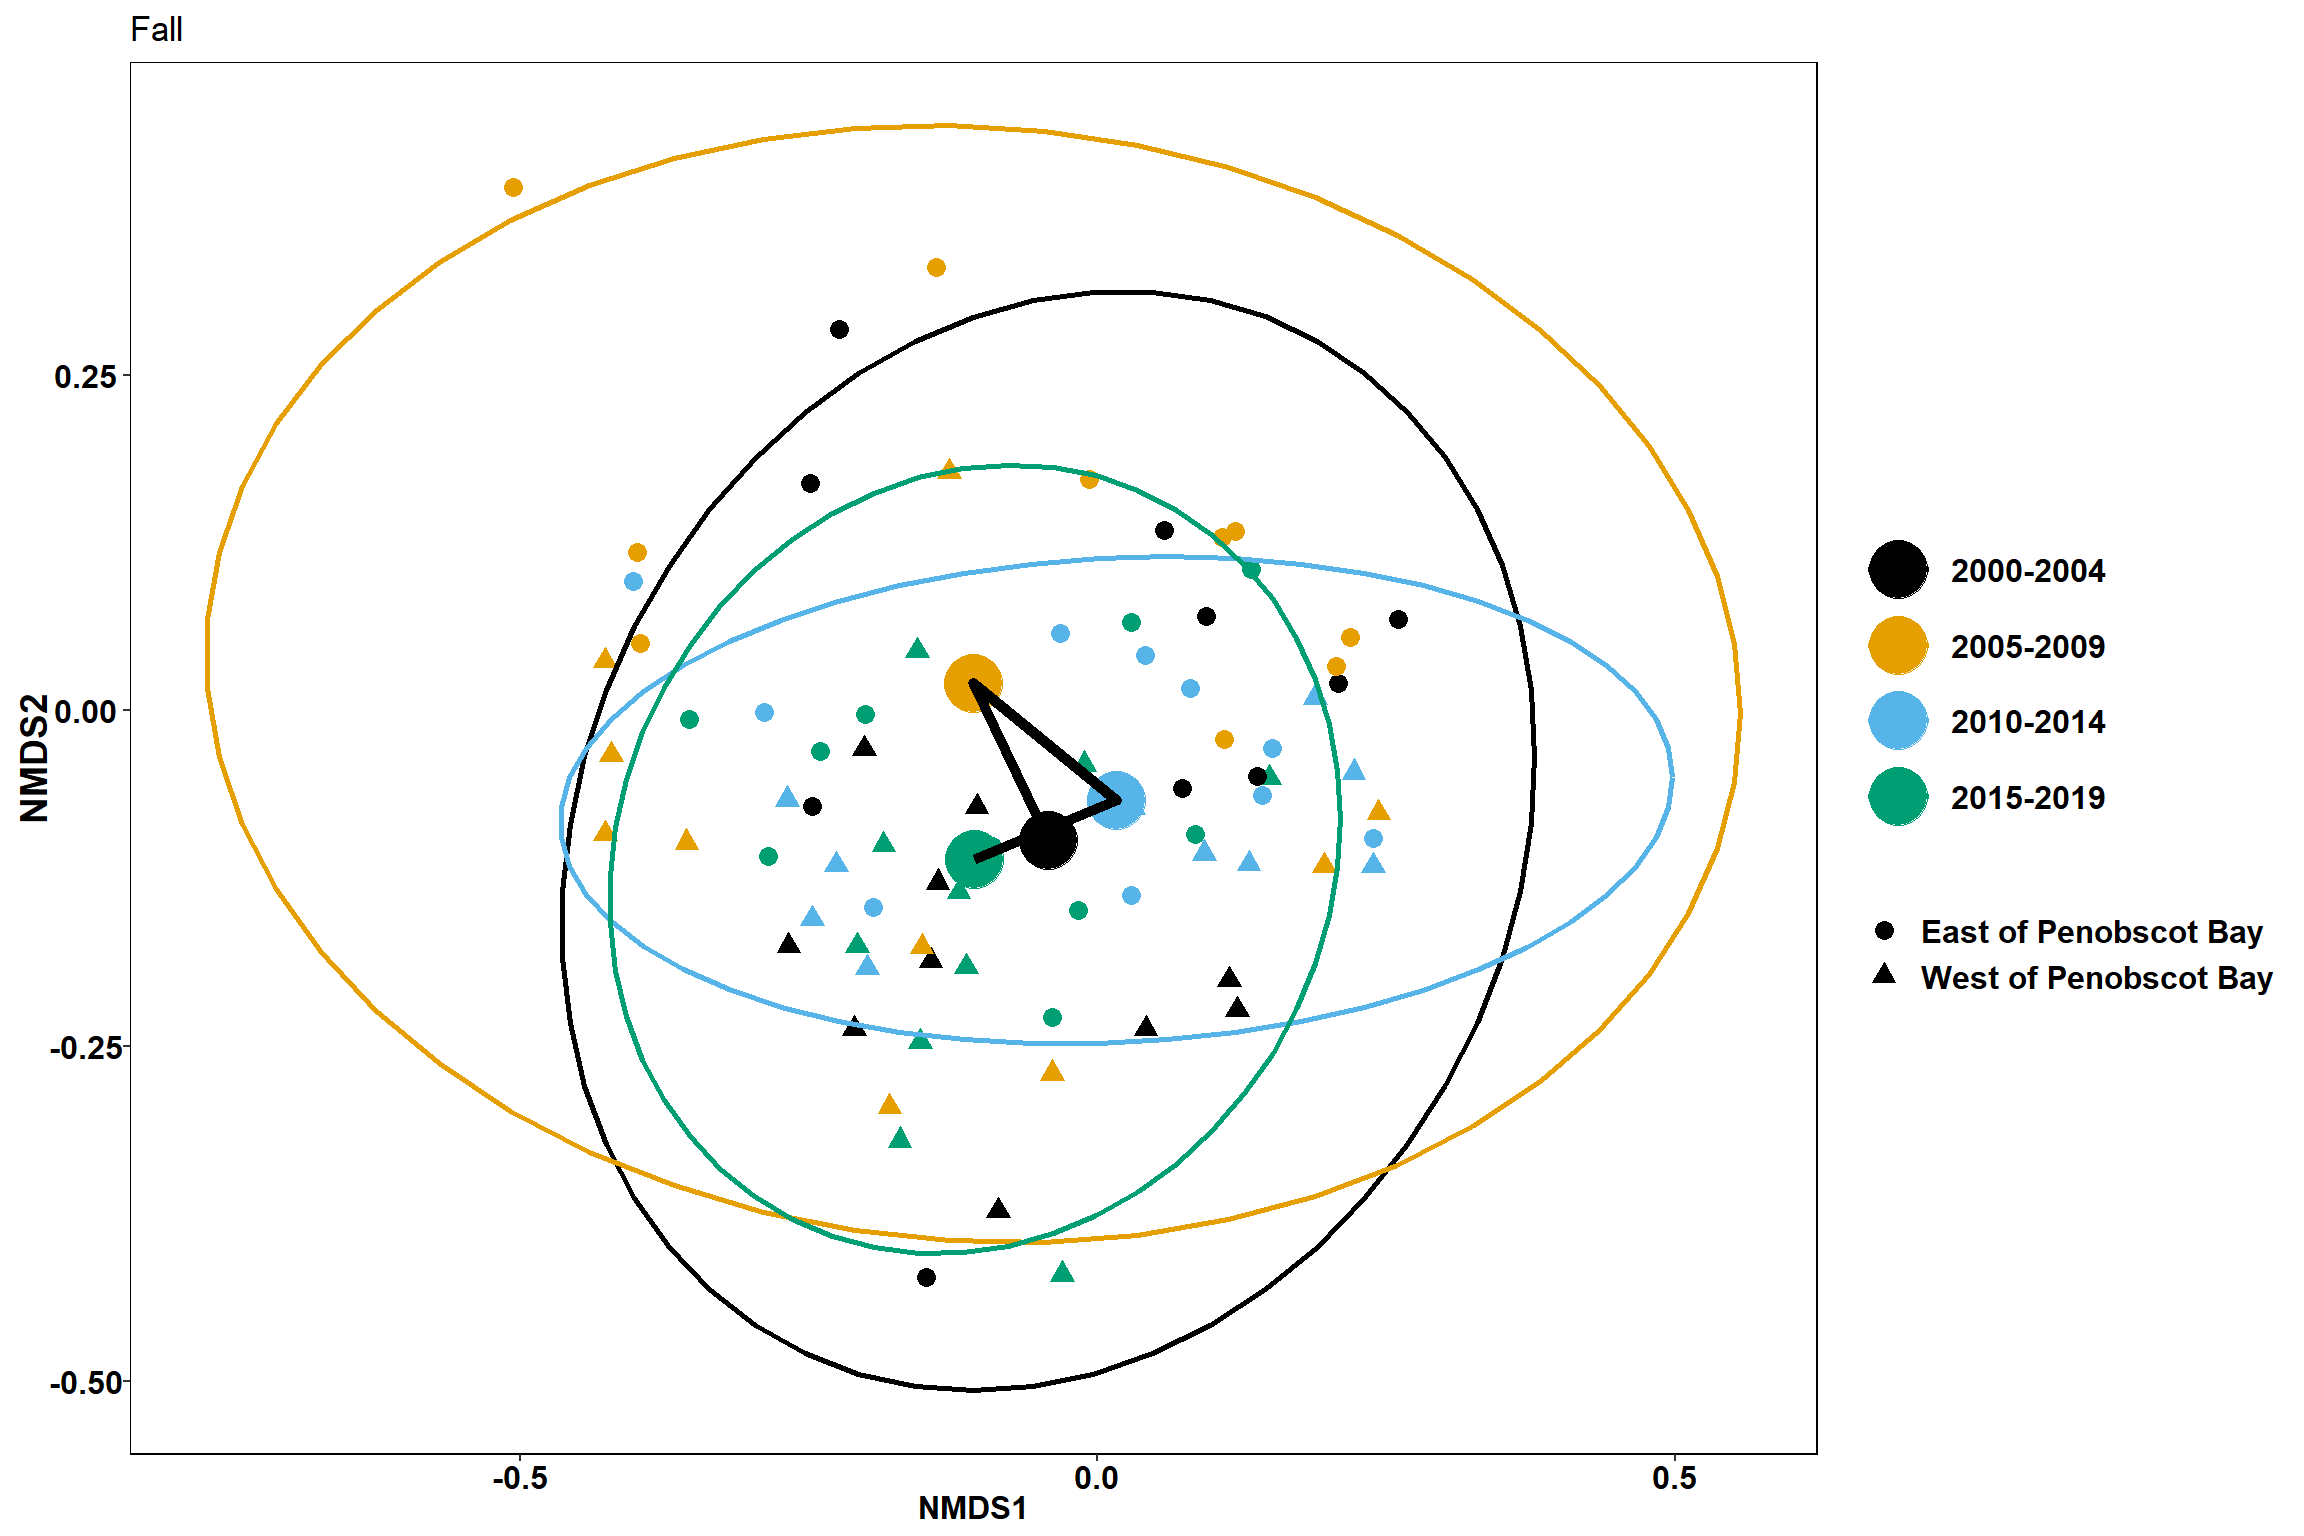 Fall
NMDS2
0.25
0.00
-0.25
-0.50
-0.5
0.0
0.5
NMDS1
2000-2004
2005-2009
2010-2014
2015-2019
East of Penobscot Bay
West of Penobscot Bay